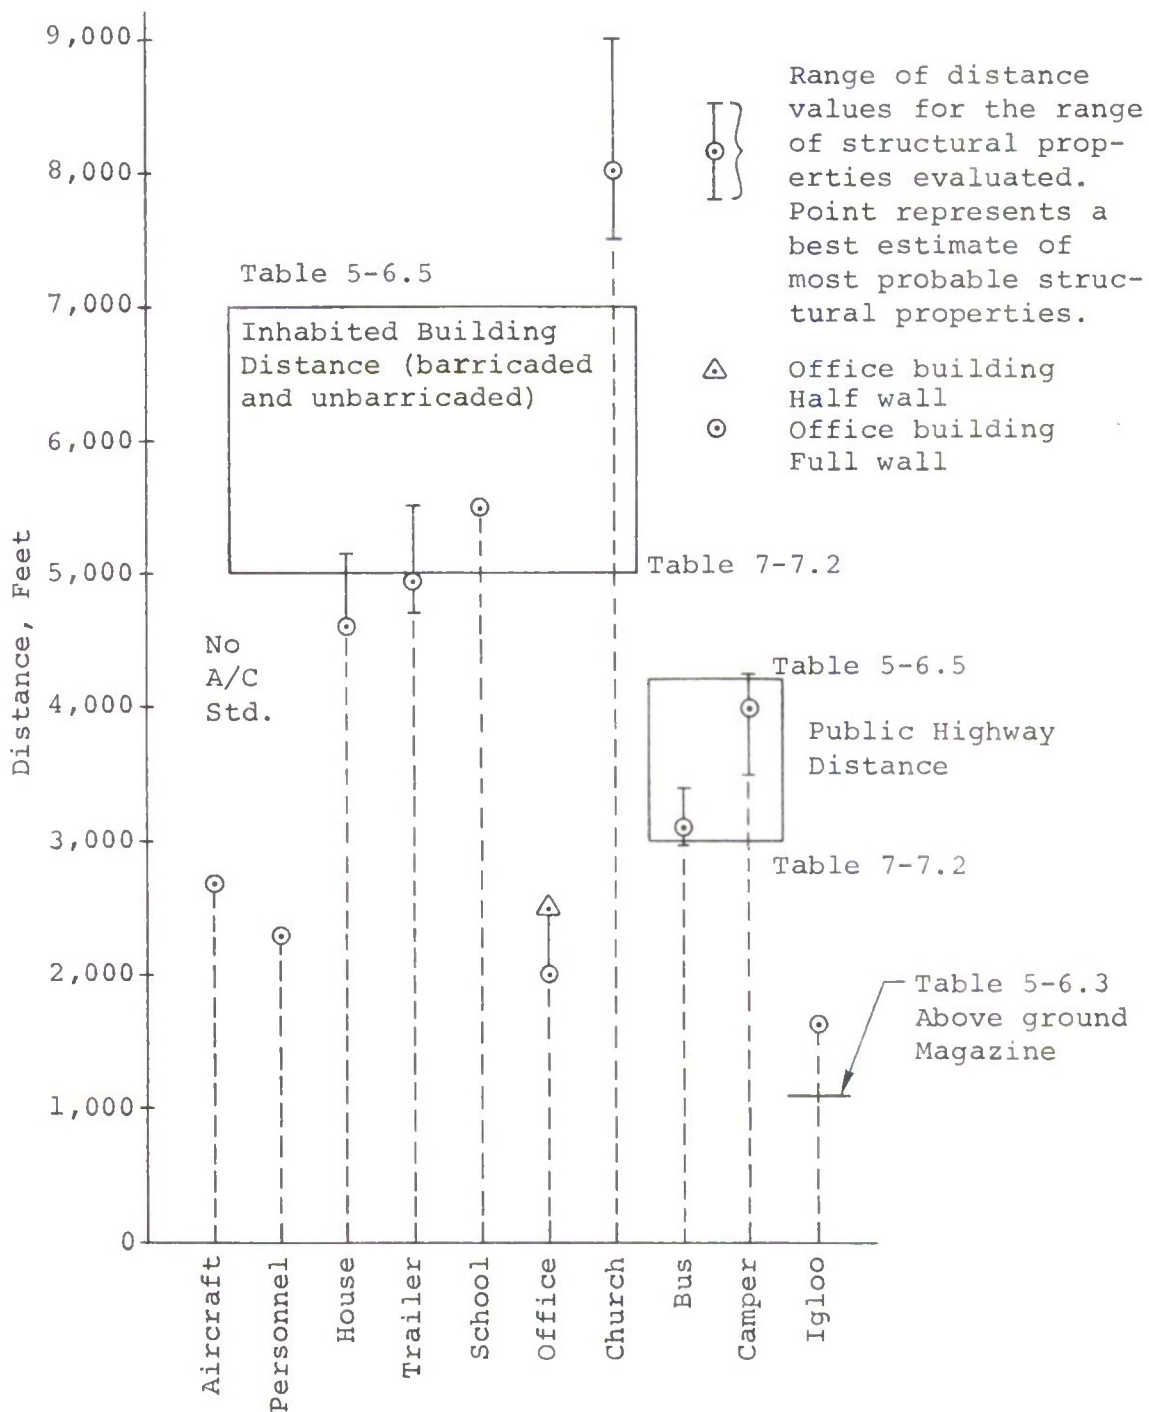 9,000
8,000
7,000
6,000
5,000
4,000
3,000
2,000
1,000
0
Distance, Feet
Range of distance
values for the range
of structural prop-
erties evaluated.
Point represents a
best estimate of
most probable struc-
tural properties.
Office building
Half wall
Office building
Full wall
Table 5-6.5
Inhabited Building
Distance (barricaded
and unbarricaded)
Table 7-7.2
No
A/C
Std.
Table 5-6.5
Public Highway
Distance
Table 7-7.2
Table 5-6.3
Above ground
Magazine
Aircraft
Personnel
House
Trailer
School
Office
Church
Bus
Camper
Igloo